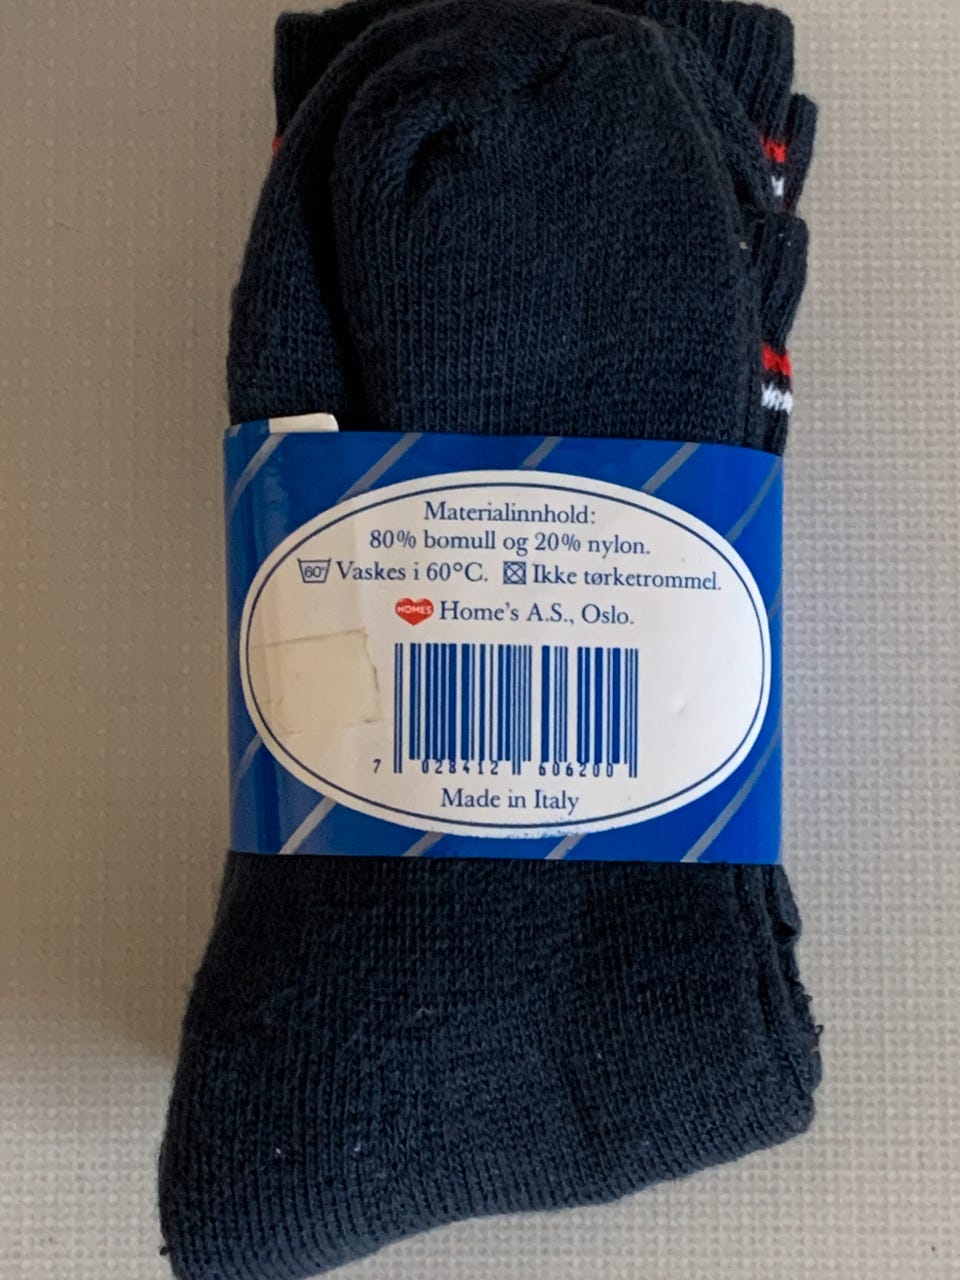 Materialinnhold:
80% bomull og 20% nylon.
60° Vaskes i 60°C. Ikke tørketrommel.
HOME'S Home's A.S., Oslo.
7 028412 606200
Made in Italy